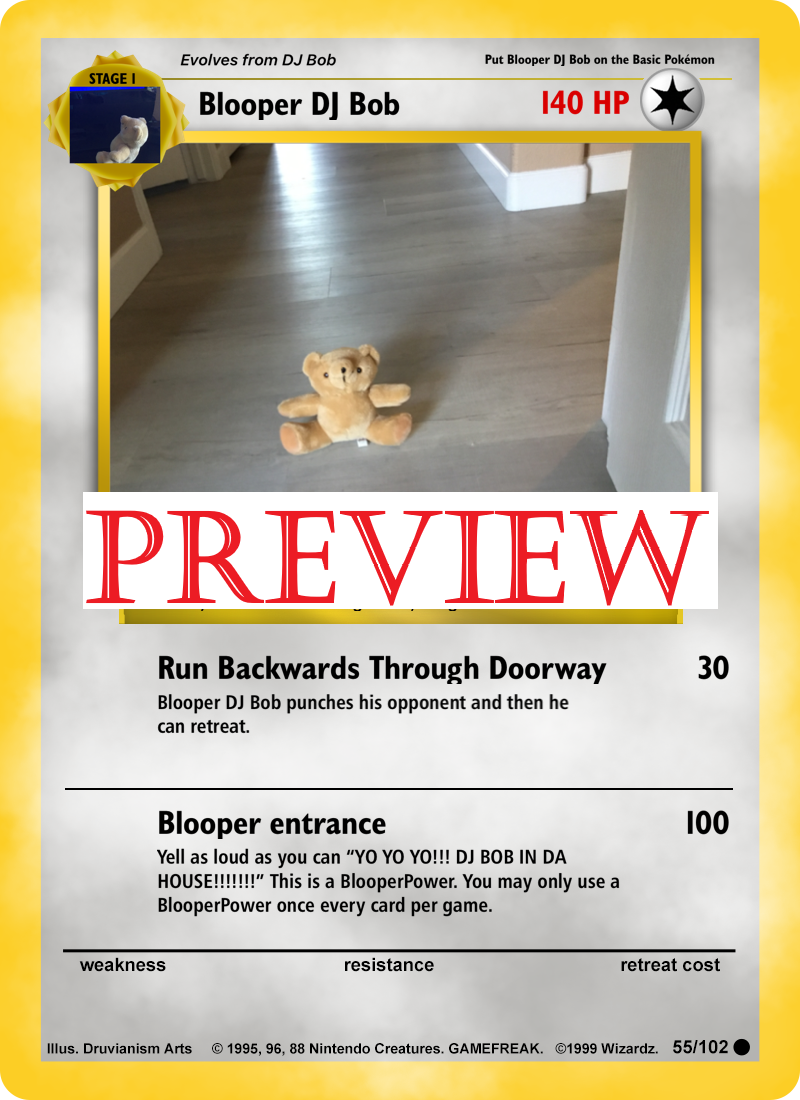 Evolves from DJ Bob
Put Blooper DJ Bob on the Basic Pokémon
STAGE 1
Blooper DJ Bob
140 HP
PREVIEW
Run Backwards Through Doorway
30
Blooper DJ Bob punches his opponent and then he
can retreat.
Blooper entrance
100
Yell as loud as you can “YO YO YO!!! DJ BOB IN DA
HOUSE!!!!!!!” This is a BlooperPower. You may only use a
BlooperPower once every card per game.
weakness
resistance
retreat cost
Illus. Druvianism Arts
© 1995, 96, 88 Nintendo Creatures. GAMEFREAK.
©1999 Wizardz.
55/102